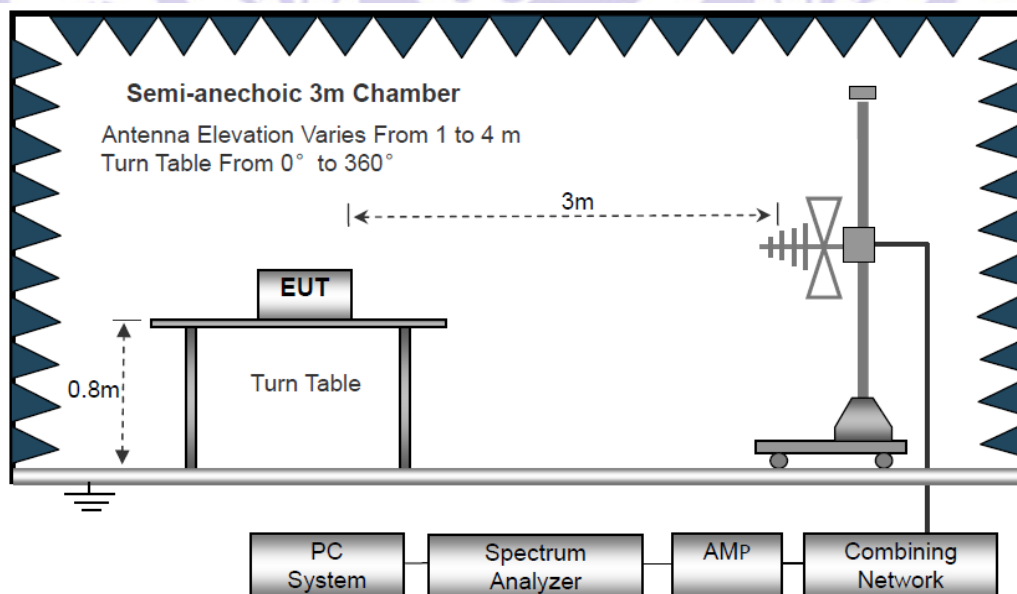 Semi-anechoic 3m Chamber
Antenna Elevation Varies From 1 to 4 m
Turn Table From 0° to 360°
3m
EUT
0.8m
Turn Table
PC
System
Spectrum
Analyzer
AMP
Combining
Network